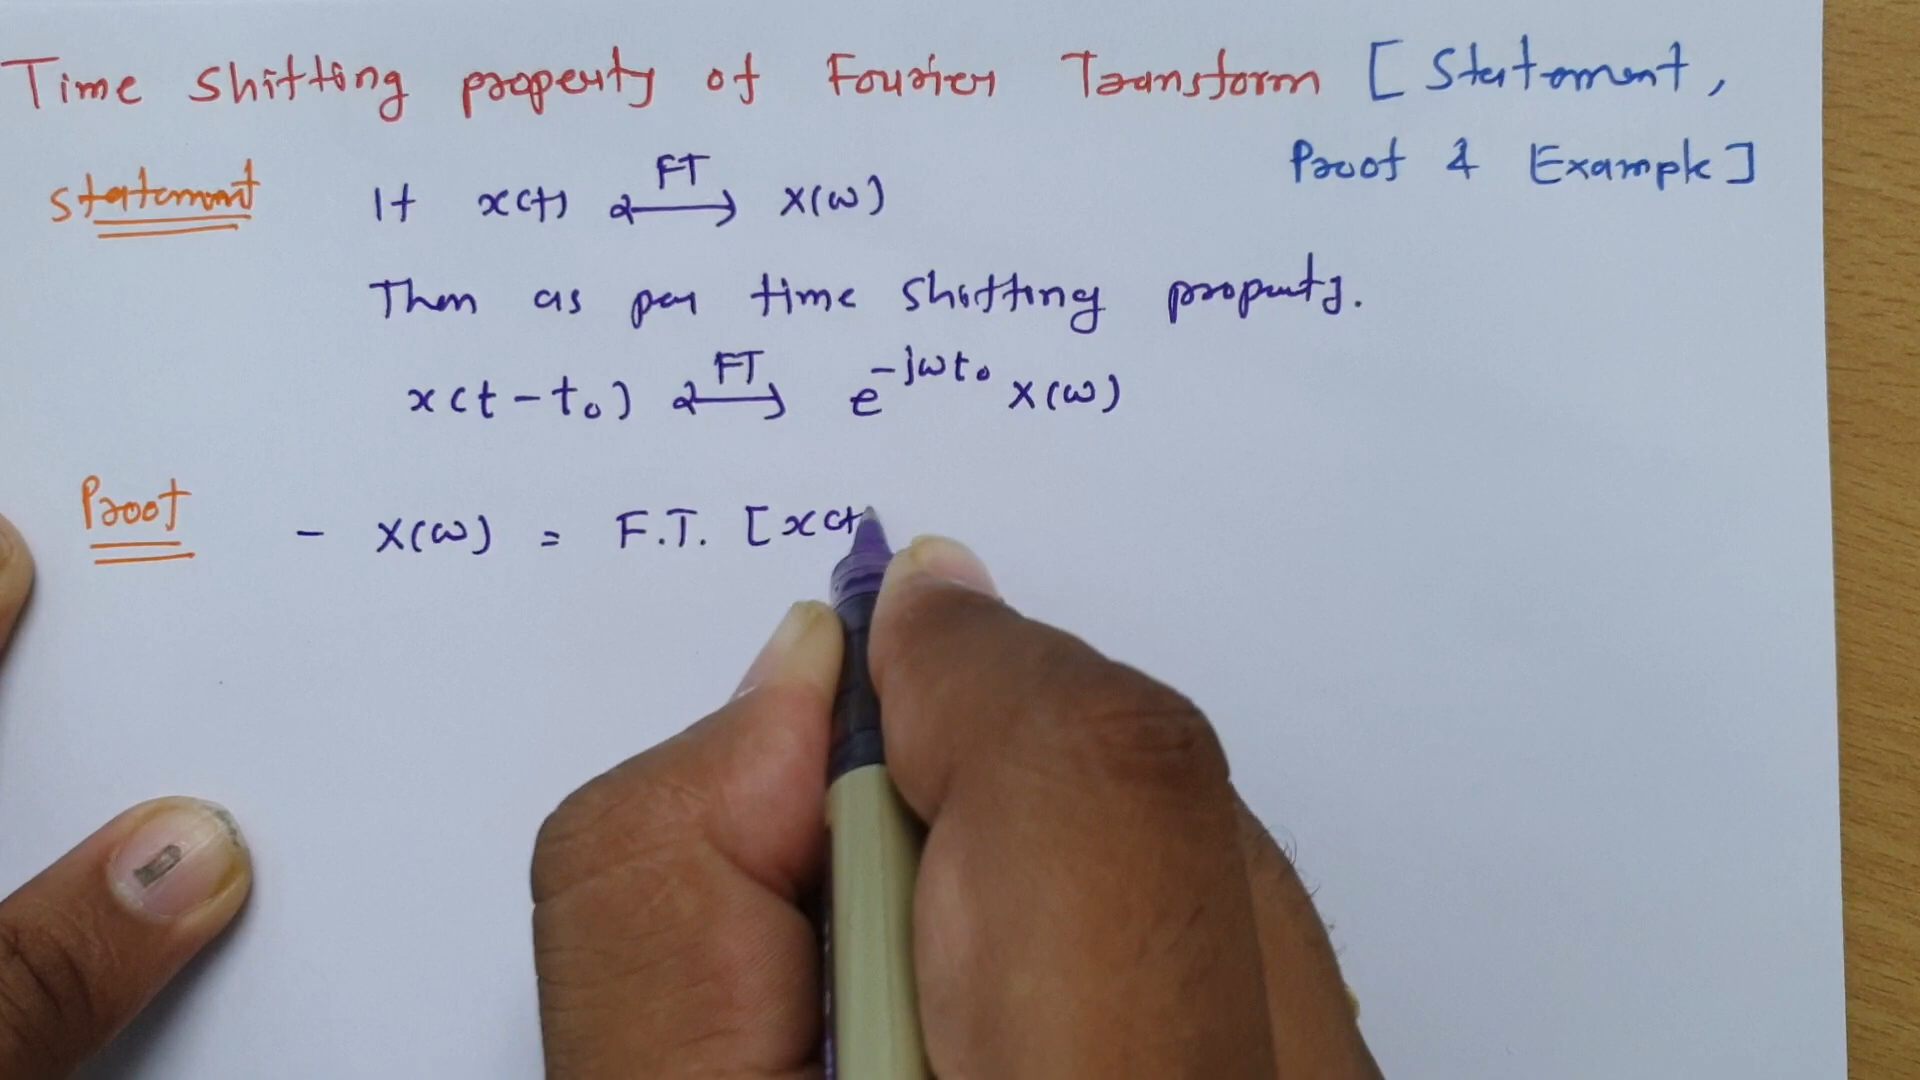 Time Shifting property of Fourier Transform [Statement,
Proof & Example]
Statement If x(t) ⟷ FT X(ω)
Then as per time shifting property.
x(t-t₀) ⟷ FT e^-jωt₀ X(ω)
Proof - X(ω) = F.T. [x(t